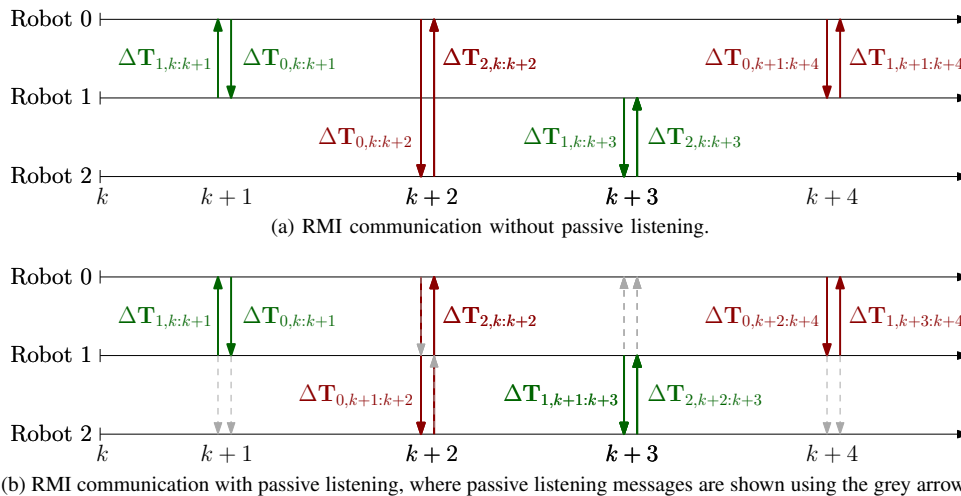 Robot 0
ΔT₁,ₖ:ₖ₊₁ ΔT₀,ₖ:ₖ₊₁ ΔT₂,ₖ:ₖ₊₂ ΔT₀,ₖ₊₁:ₖ₊₄ ΔT₁,ₖ₊₁:ₖ₊₄
Robot 1
ΔT₀,ₖ:ₖ₊₂ ΔT₁,ₖ:ₖ₊₃ ΔT₂,ₖ:ₖ₊₃
Robot 2
k k + 1 k + 2 k + 3 k + 4
(a) RMI communication without passive listening.
Robot 0
ΔT₁,ₖ:ₖ₊₁ ΔT₀,ₖ:ₖ₊₁ ΔT₂,ₖ:ₖ₊₂ ΔT₀,ₖ₊₂:ₖ₊₄ ΔT₁,ₖ₊₃:ₖ₊₄
Robot 1
ΔT₀,ₖ₊₁:ₖ₊₂ ΔT₁,ₖ₊₁:ₖ₊₃ ΔT₂,ₖ₊₂:ₖ₊₃
Robot 2
k k + 1 k + 2 k + 3 k + 4
(b) RMI communication with passive listening, where passive listening messages are shown using the grey arrow